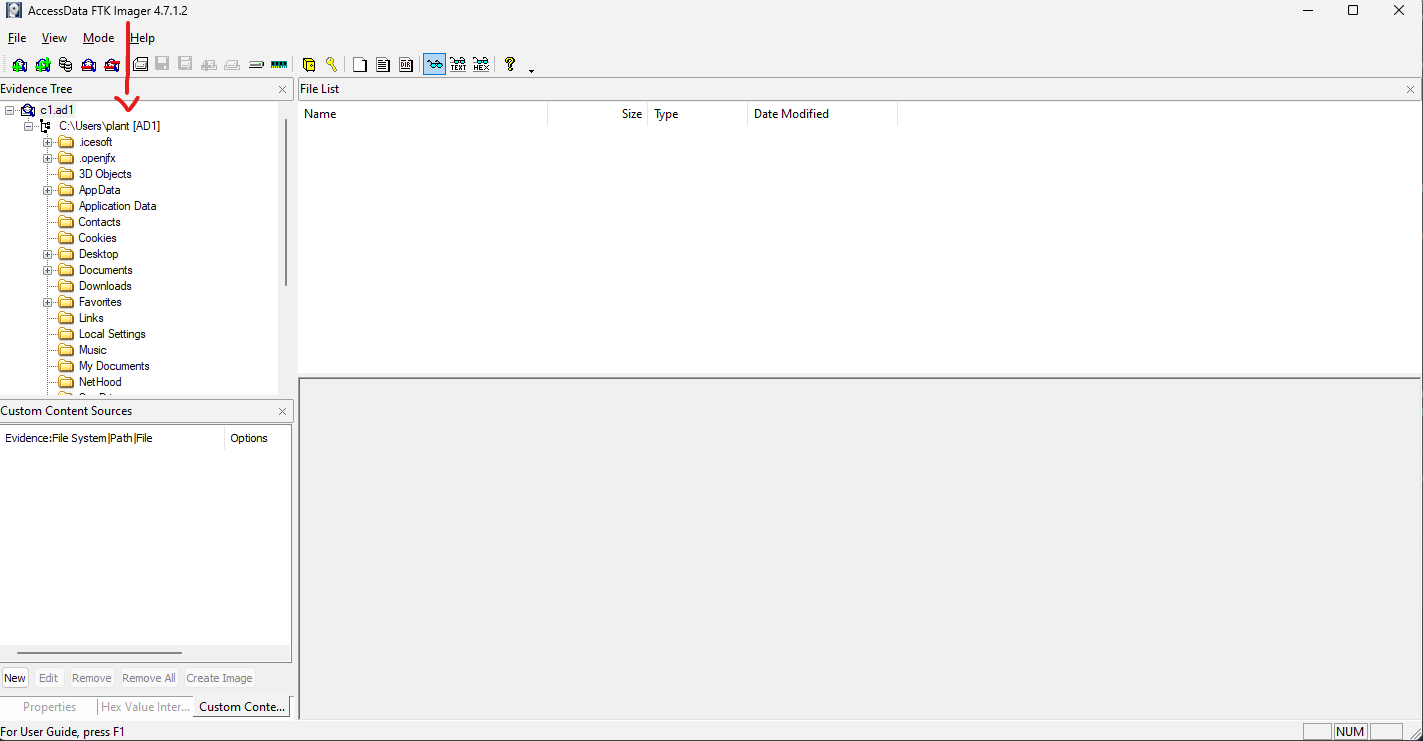 AccessData FTK Imager 4.7.1.2
File View Mode Help
TEXT HEX
Evidence Tree
c1.ad1
C:\Users\plant [AD1]
.icesoft
.openjfx
3D Objects
AppData
Application Data
Contacts
Cookies
Desktop
Documents
Downloads
Favorites
Links
Local Settings
Music
My Documents
NetHood
Custom Content Sources
Evidence:File System|Path|File Options
New Edit Remove Remove All Create Image
Properties Hex Value Inter... Custom Conte...
File List
Name Size Type Date Modified
For User Guide, press F1
NUM